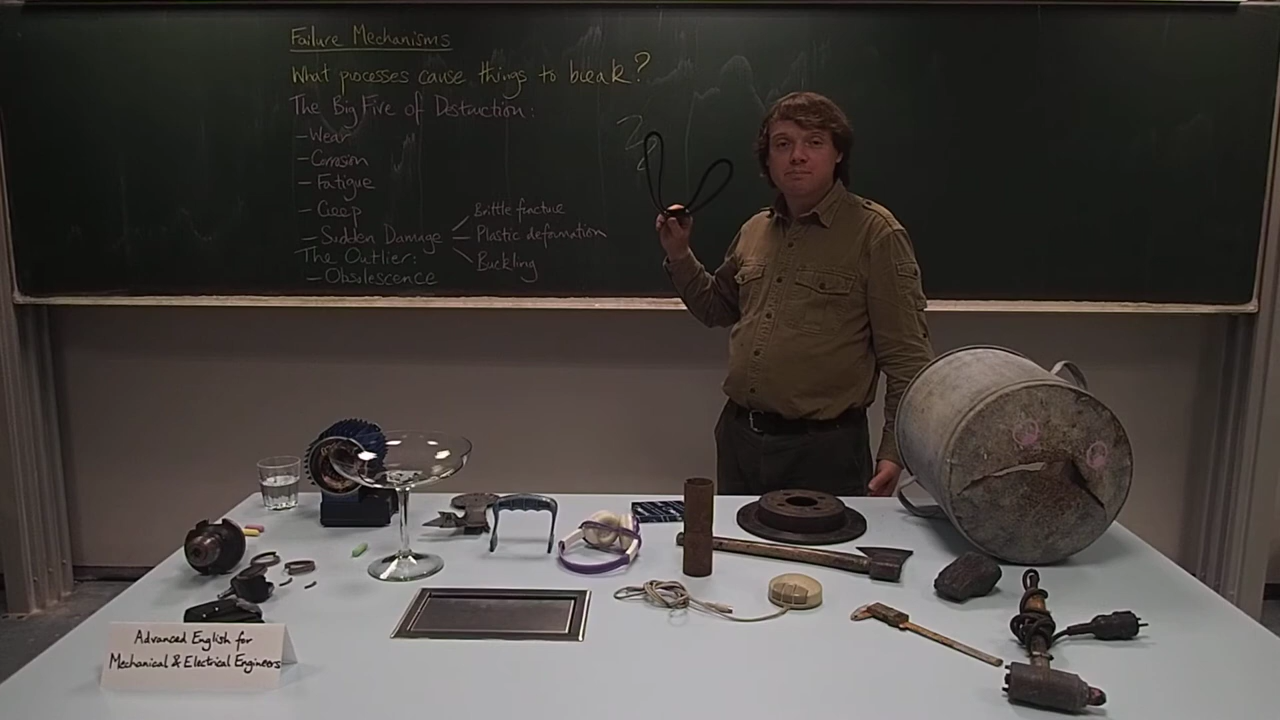 Failure Mechanisms
What processes cause things to break?
The Big Five of Destruction:
– Wear
– Corrosion
– Fatigue
– Creep
– Sudden Damage
Brittle fracture
Plastic deformation
Buckling
The Outlier:
– Obsolescence
Advanced English for
Mechanical & Electrical Engineers